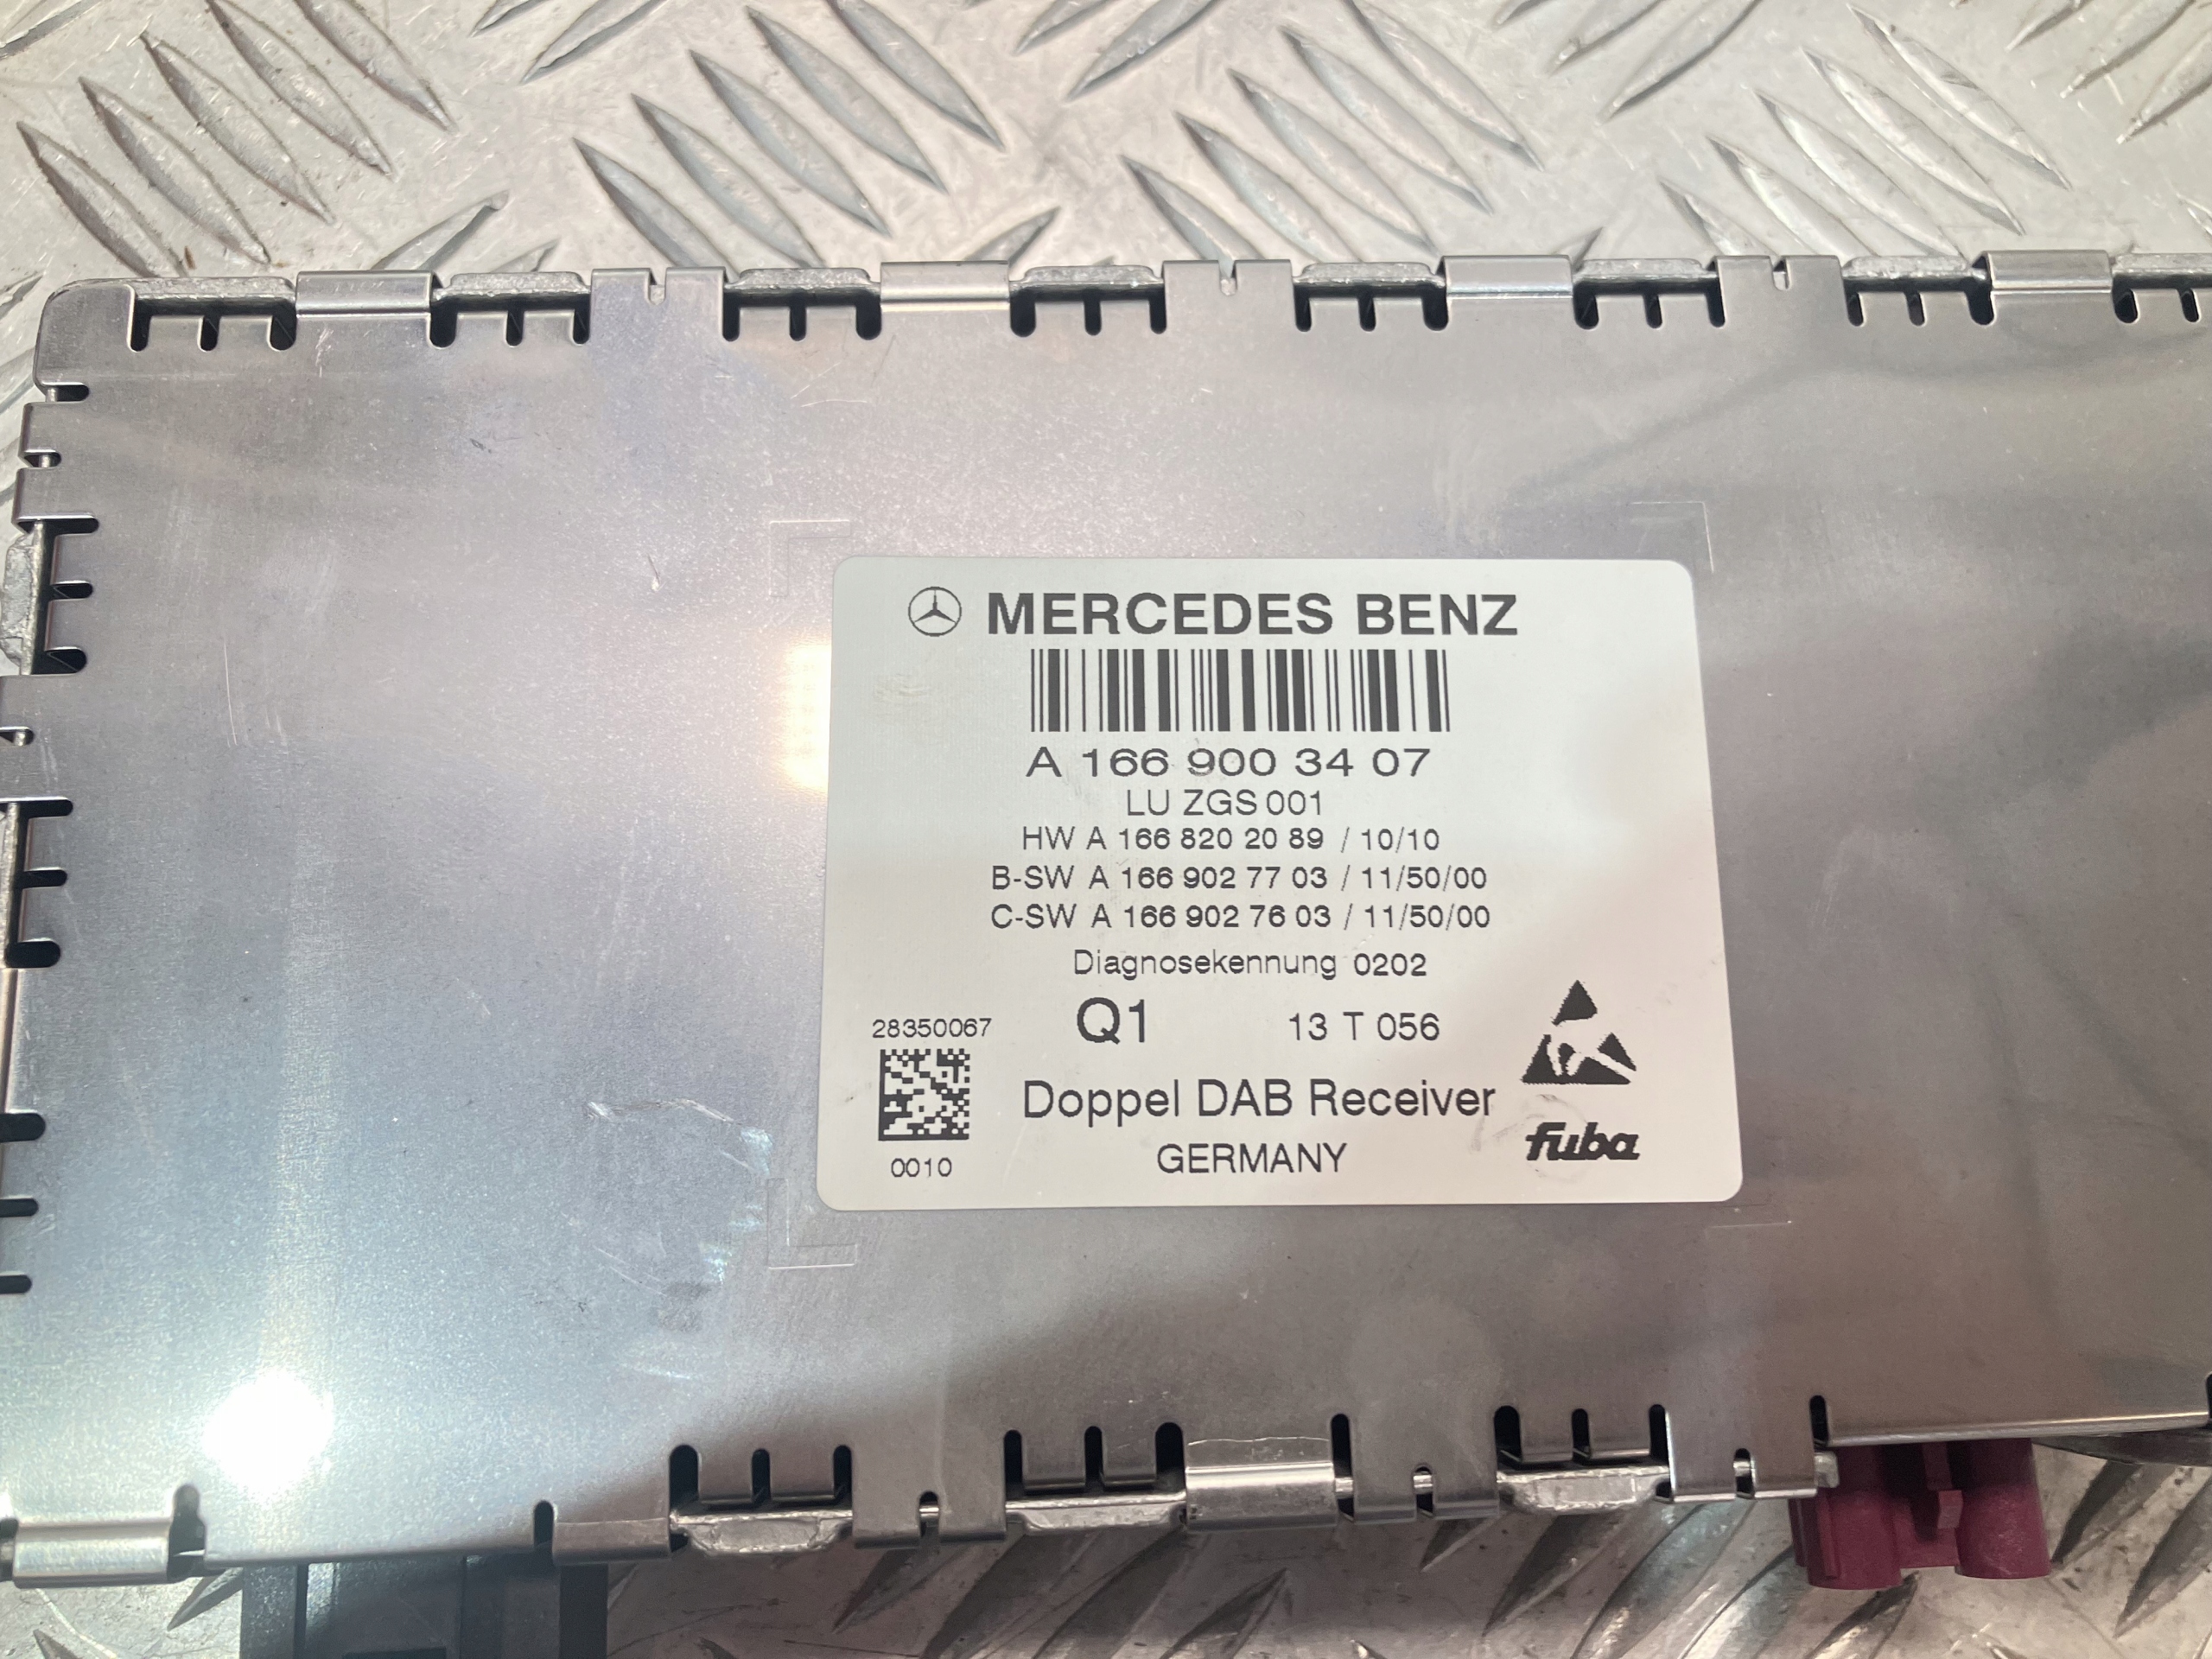 MERCEDES BENZ
A 166 900 34 07
LU ZGS 001
HW A 166 820 20 89 / 10/10
B-SW A 166 902 77 03 / 11/50/00
C-SW A 166 902 76 03 / 11/50/00
Diagnosekennung 0202
28350067 Q1 13 T 056
Doppel DAB Receiver
0010 GERMANY fuba